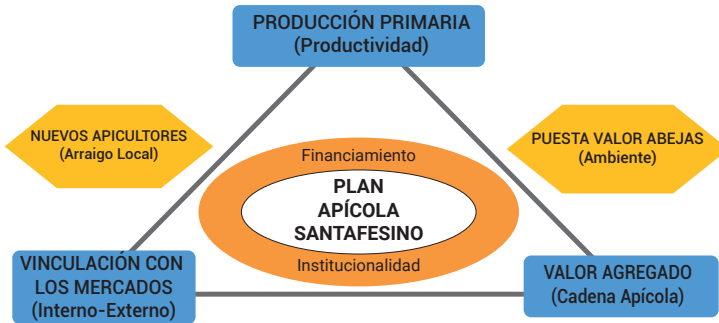 PRODUCCIÓN PRIMARIA
(Productividad)
NUEVOS APICULTORES
(Arraigo Local)
PUESTA VALOR ABEJAS
(Ambiente)
Financiamiento
PLAN
APÍCOLA
SANTAFESINO
Institucionalidad
VINCULACIÓN CON
LOS MERCADOS
(Interno-Externo)
VALOR AGREGADO
(Cadena Apícola)